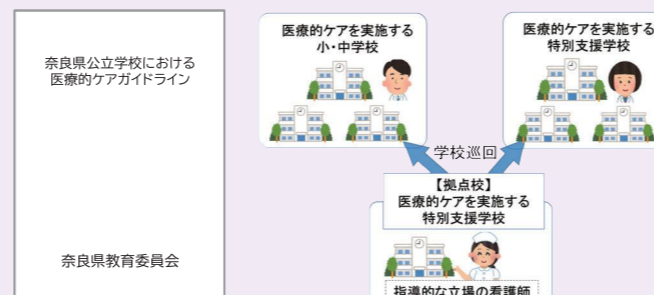 奈良県公立学校における
医療的ケアガイドライン
奈良県教育委員会
医療的ケアを実施する
小・中学校
医療的ケアを実施する
特別支援学校
学校巡回
【拠点校】
医療的ケアを実施する
特別支援学校
指導的な立場の看護師